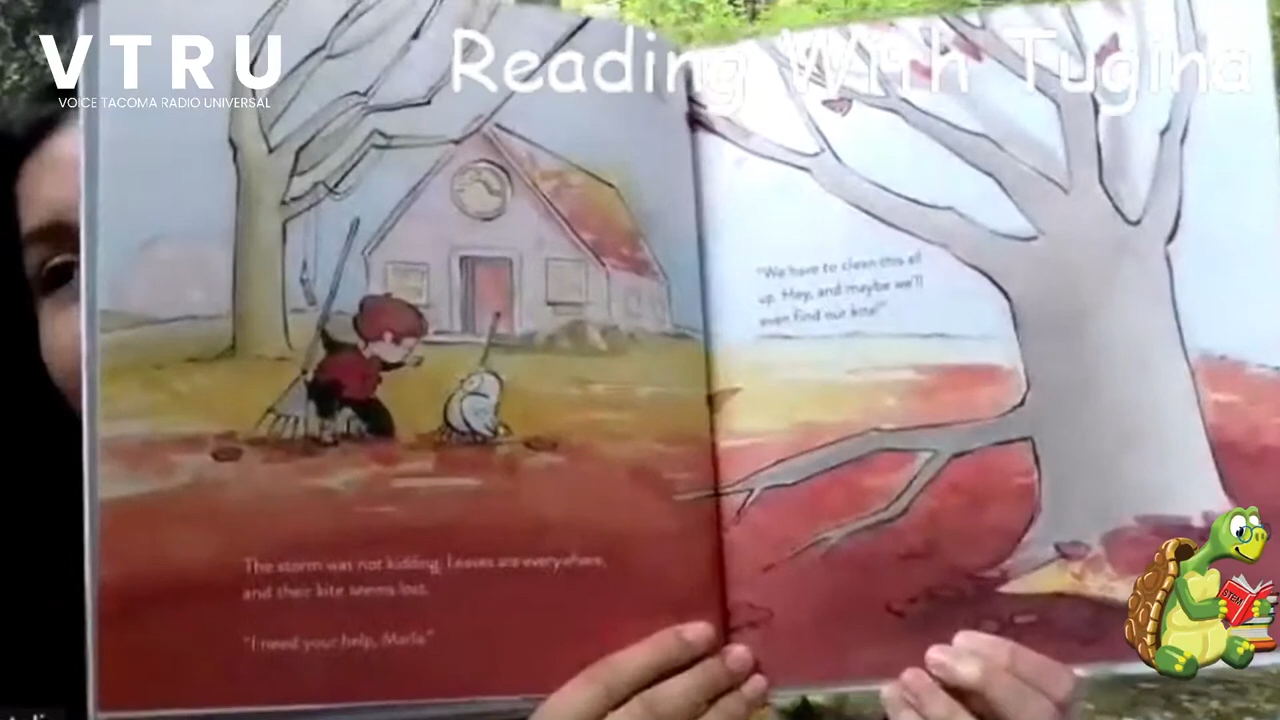 VTRU
VOICE TACOMA RADIO UNIVERSAL
Reading With Tugina
The storm was not kidding. Leaves are everywhere,
and their kite seems lost.
"I need your help, Marla."
"We have to clean this all
up. Hey, and maybe we'll
even find our kite!"
STEM